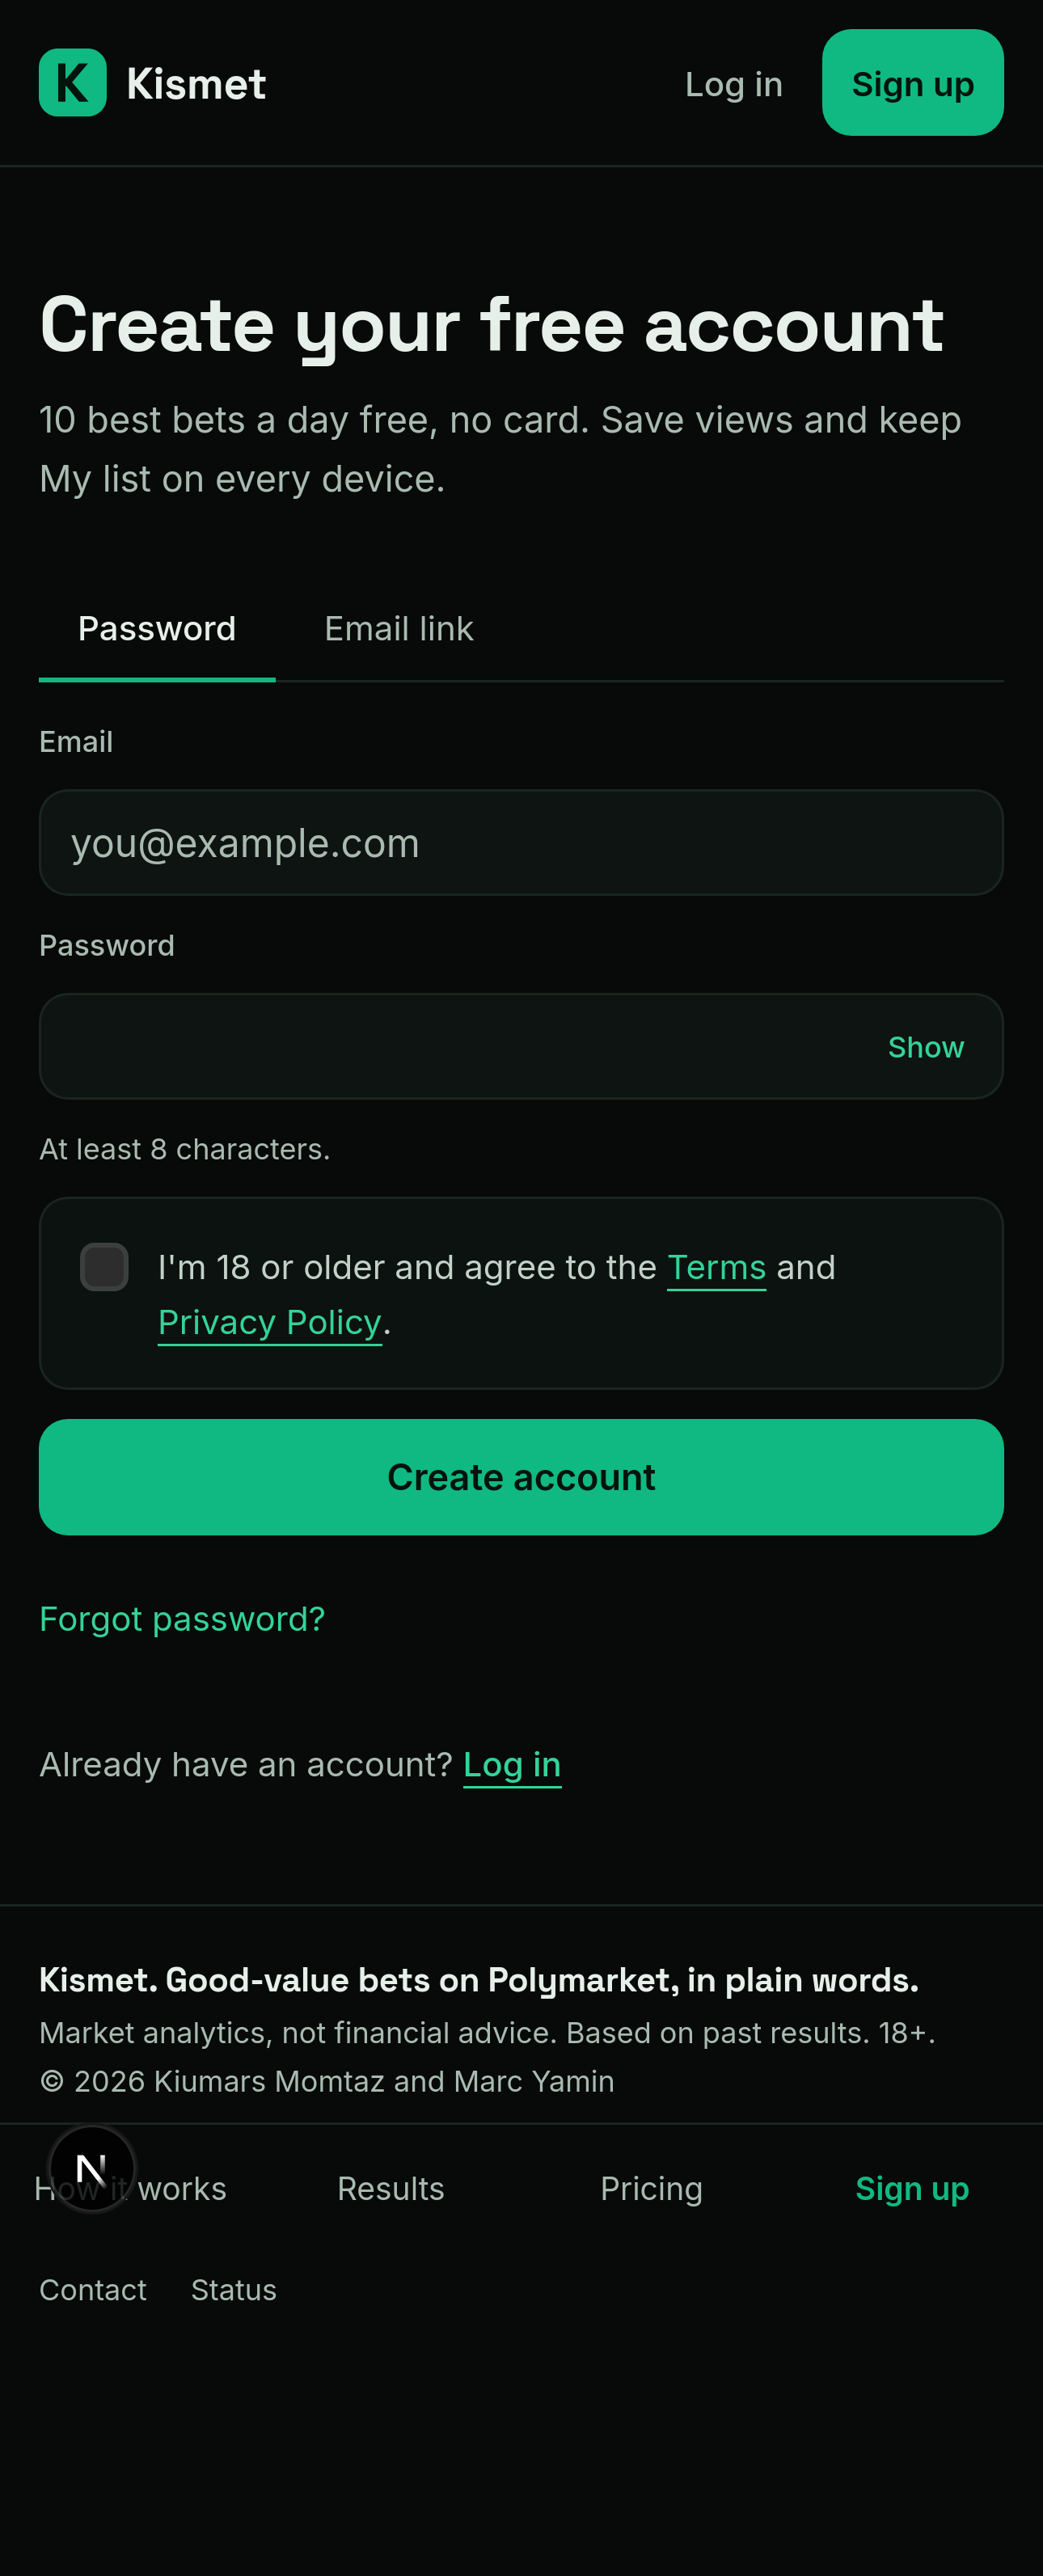 K Kismet Log in Sign up
Create your free account
10 best bets a day free, no card. Save views and keep
My list on every device.
Password Email link
Email
you@example.com
Password
Show
At least 8 characters.
I'm 18 or older and agree to the Terms and
Privacy Policy.
Create account
Forgot password?
Already have an account? Log in
Kismet. Good-value bets on Polymarket, in plain words.
Market analytics, not financial advice. Based on past results. 18+.
© 2026 Kiumars Momtaz and Marc Yamin
N
How it works Results Pricing Sign up
Contact Status